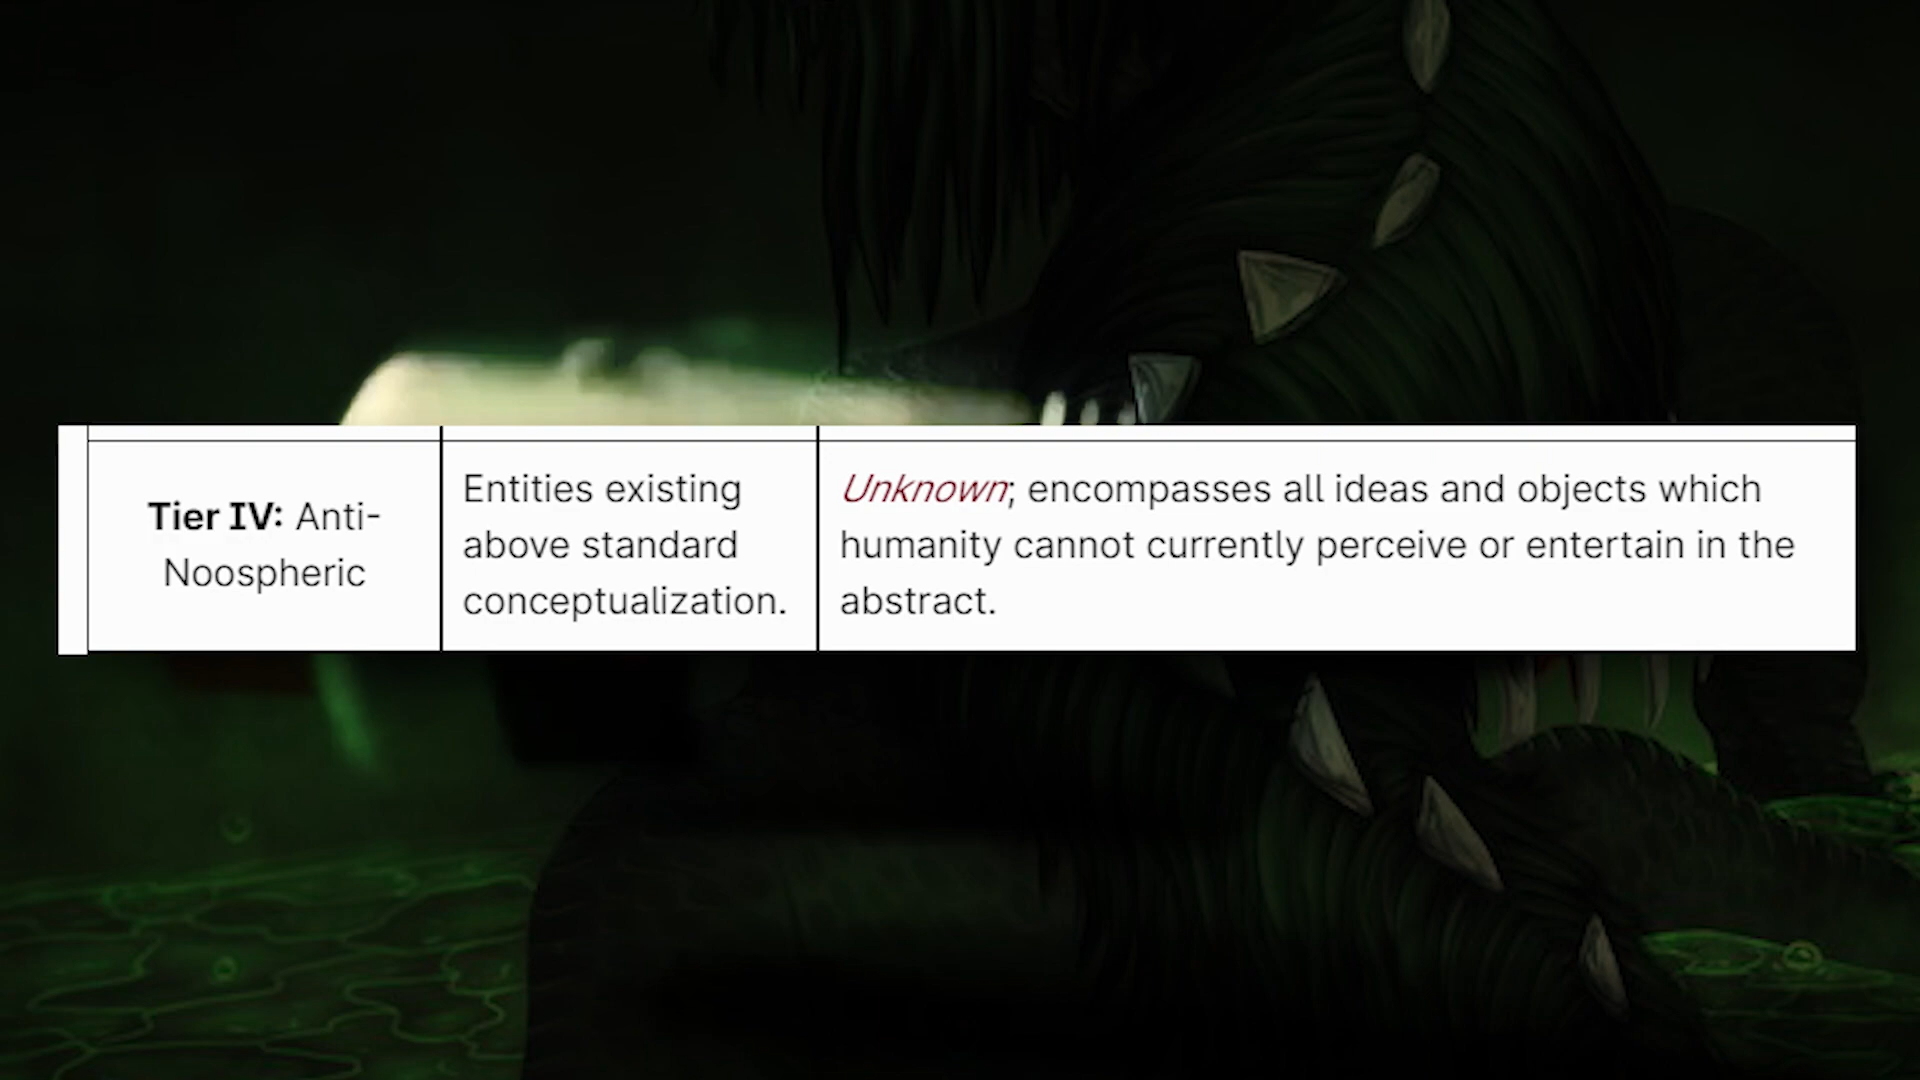 Tier IV: Anti-
Noospheric
Entities existing
above standard
conceptualization.
Unknown; encompasses all ideas and objects which
humanity cannot currently perceive or entertain in the
abstract.